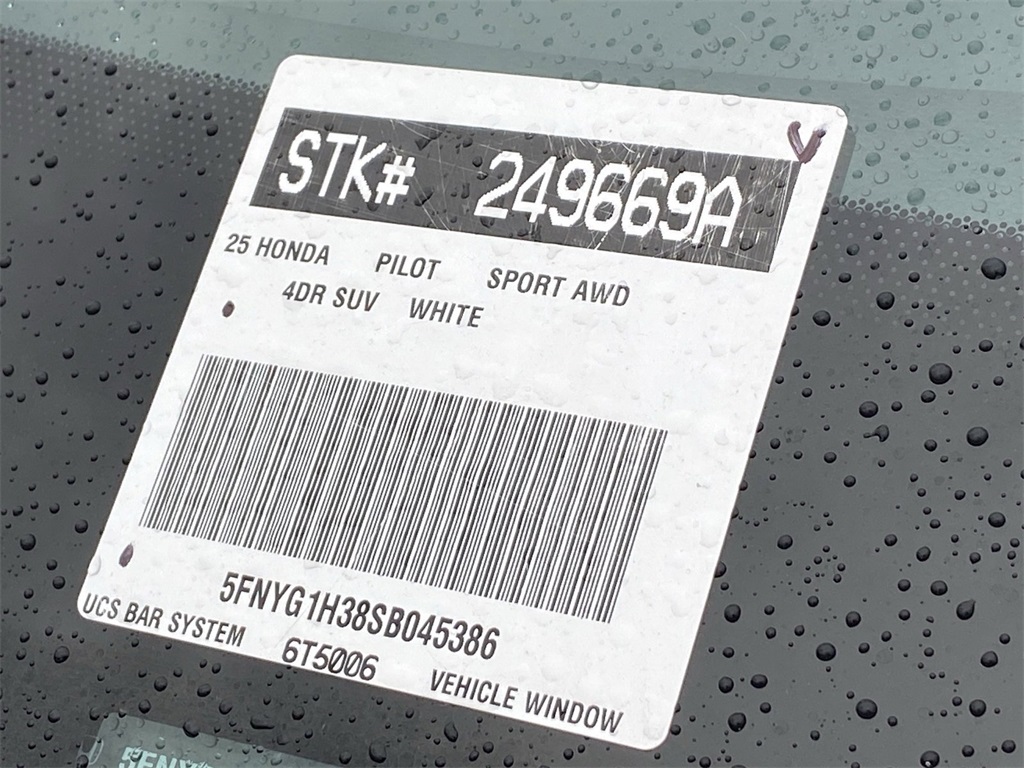 STK# 249669A
25 HONDA PILOT SPORT AWD
4DR SUV WHITE
5FNYG1H38SB045386
UCS BAR SYSTEM 6T5006 VEHICLE WINDOW